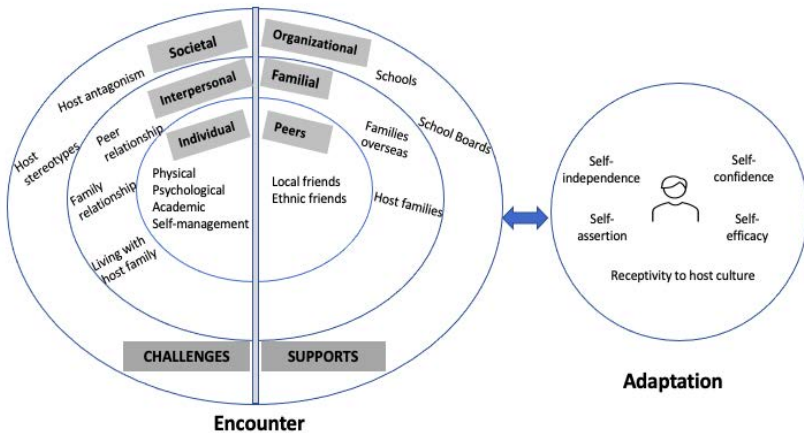 Societal
Organizational
Host antagonism
Schools
Interpersonal
Familial
Host
stereotypes
Peer
relationship
Individual
Peers
Families
overseas
School Boards
Family
relationship
Physical
Psychological
Academic
Self-management
Local friends
Ethnic friends
Host families
Living with
host family
CHALLENGES
SUPPORTS
Encounter
Self-
independence
Self-
confidence
Self-
assertion
Self-
efficacy
Receptivity to host culture
Adaptation